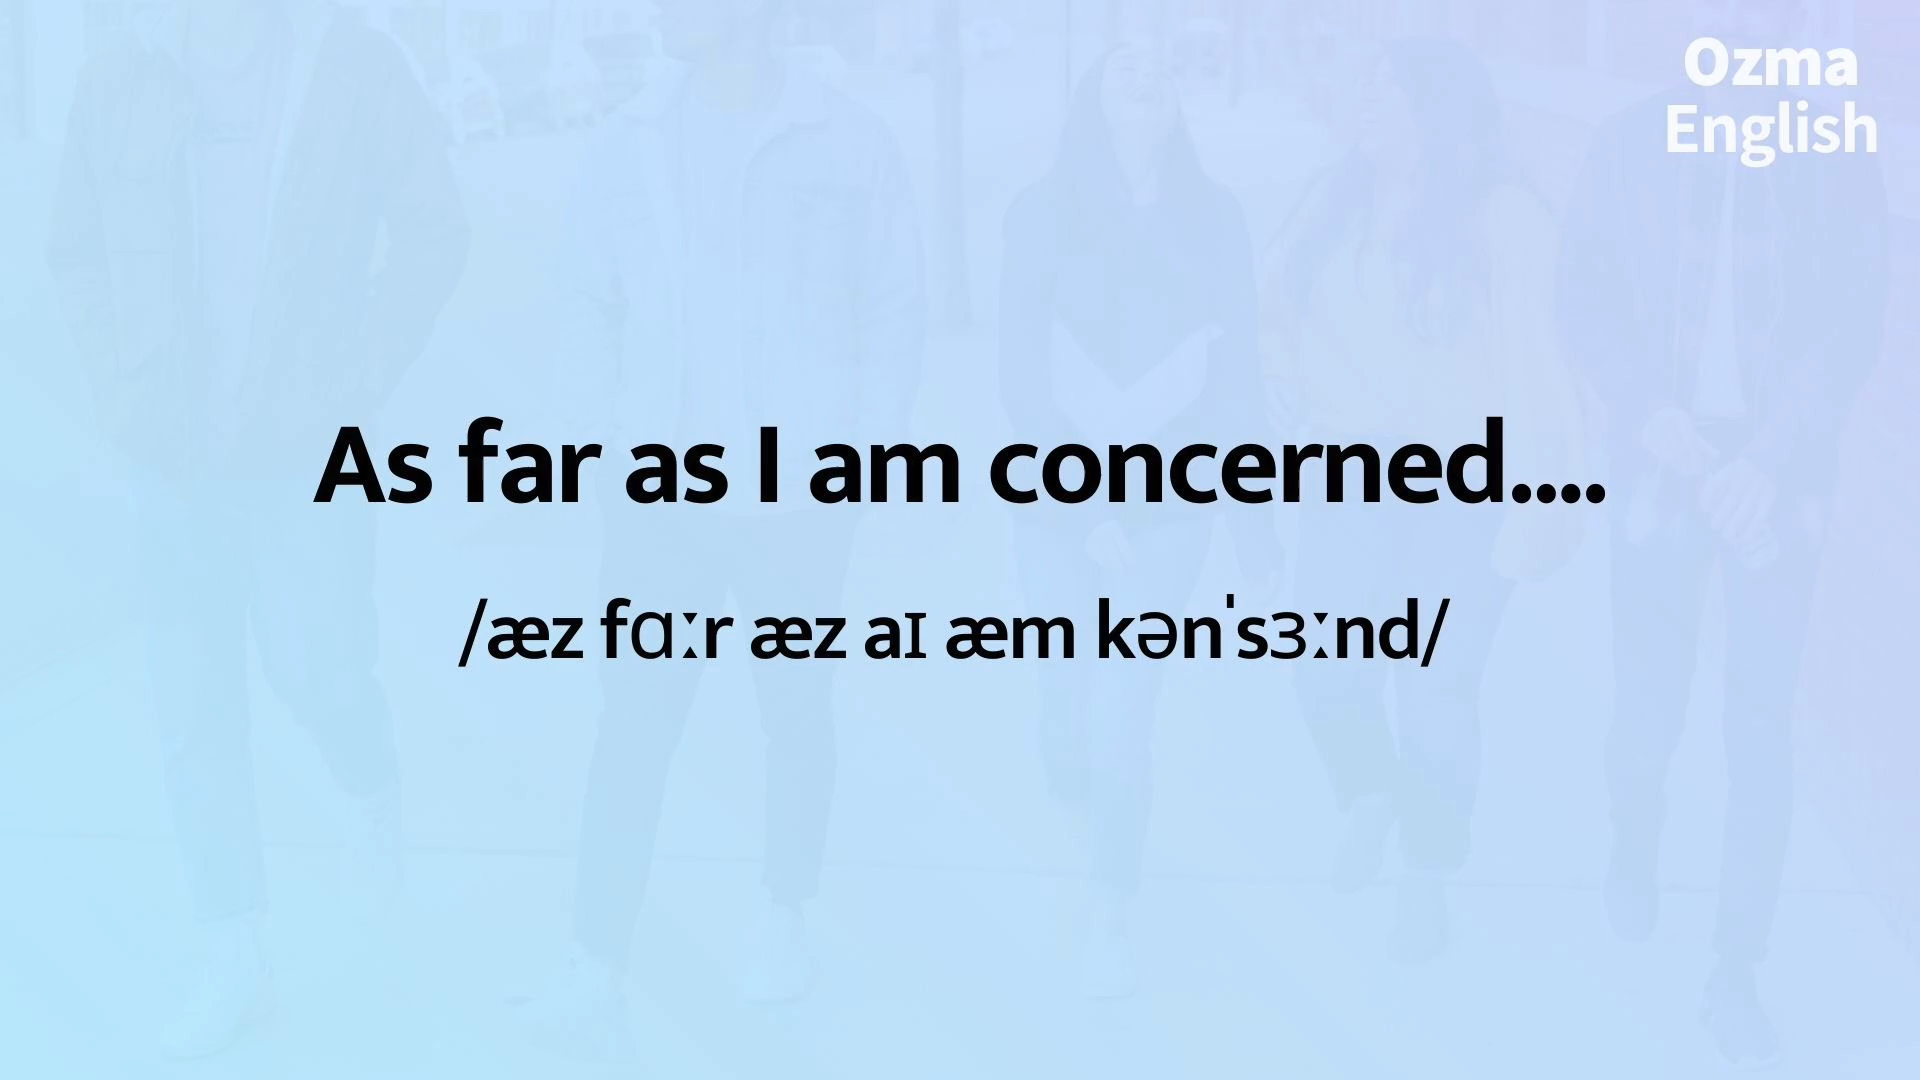 Ozma
English
As far as I am concerned....
/æz fɑːr æz aɪ æm kənˈsɜːnd/